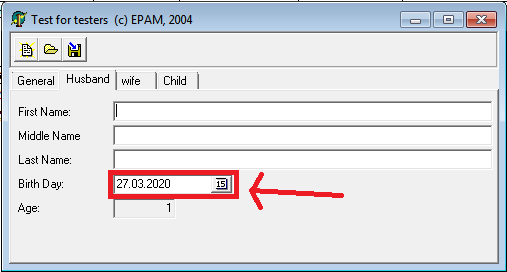 Test for testers (c) EPAM, 2004
General Husband wife Child
First Name:
Middle Name
Last Name:
Birth Day: 27.03.2020 15
Age: 1